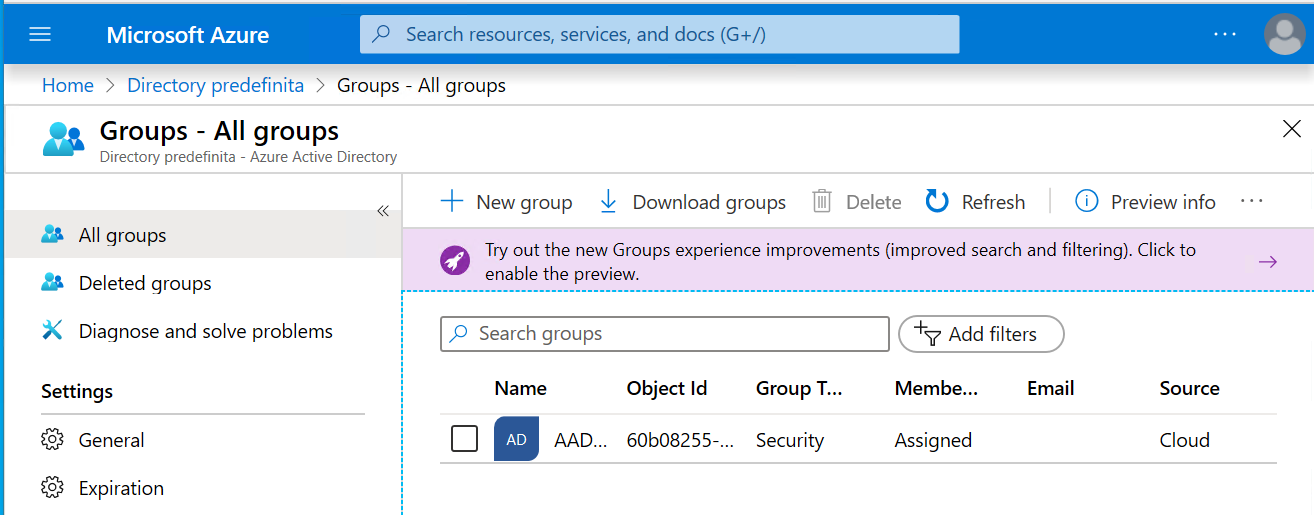 Microsoft Azure
Search resources, services, and docs (G+/)
...
Home > Directory predefinita > Groups - All groups
Groups - All groups
Directory predefinita - Azure Active Directory
«
All groups
Deleted groups
Diagnose and solve problems
Settings
General
Expiration
New group Download groups Delete Refresh Preview info ...
Try out the new Groups experience improvements (improved search and filtering). Click to
enable the preview.
Search groups Add filters
Name Object Id Group T... Membe... Email Source
AD AAD... 60b08255-... Security Assigned Cloud